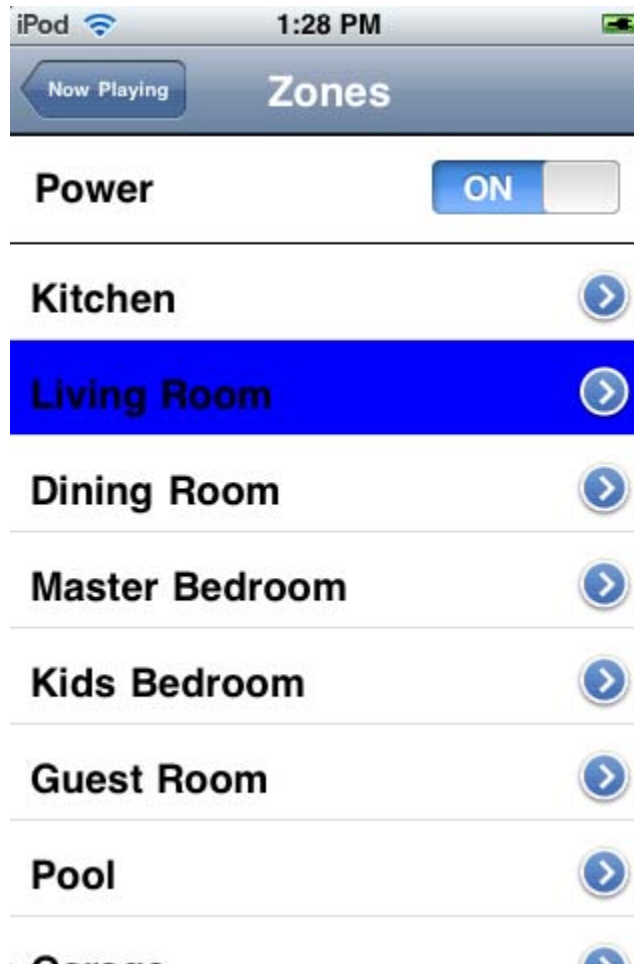 iPod 1:28 PM
Now Playing Zones
Power ON
Kitchen
Living Room
Dining Room
Master Bedroom
Kids Bedroom
Guest Room
Pool
Garage